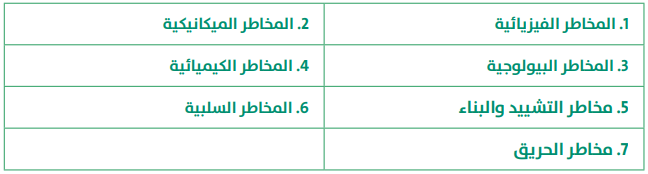 1. المخاطر الفيزيائية
2. المخاطر الميكانيكية
3. المخاطر البيولوجية
4. المخاطر الكيميائية
5. مخاطر التشييد والبناء
6. المخاطر السلبية
7. مخاطر الحريق